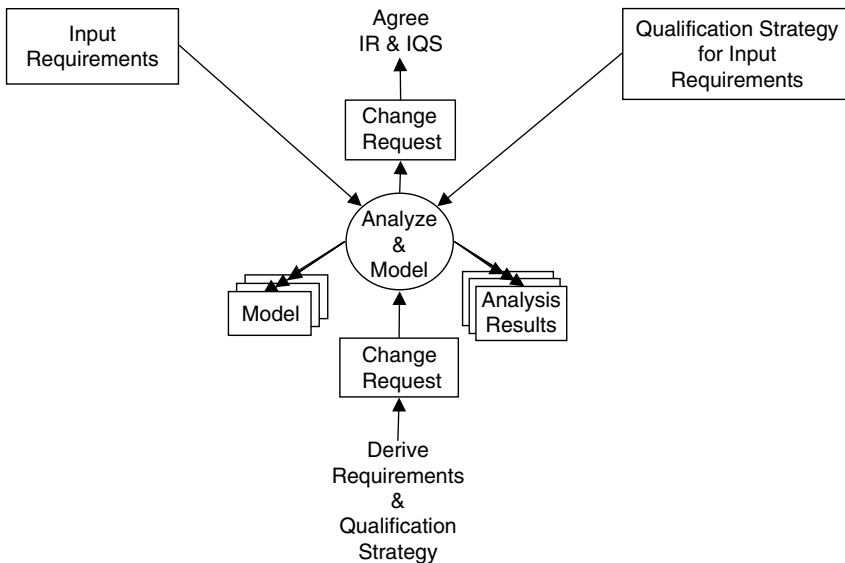 Input
Requirements
Agree
IR & IQS
Qualification Strategy
for Input
Requirements
Change
Request
Analyze
&
Model
Model
Analysis
Results
Change
Request
Derive
Requirements
&
Qualification
Strategy